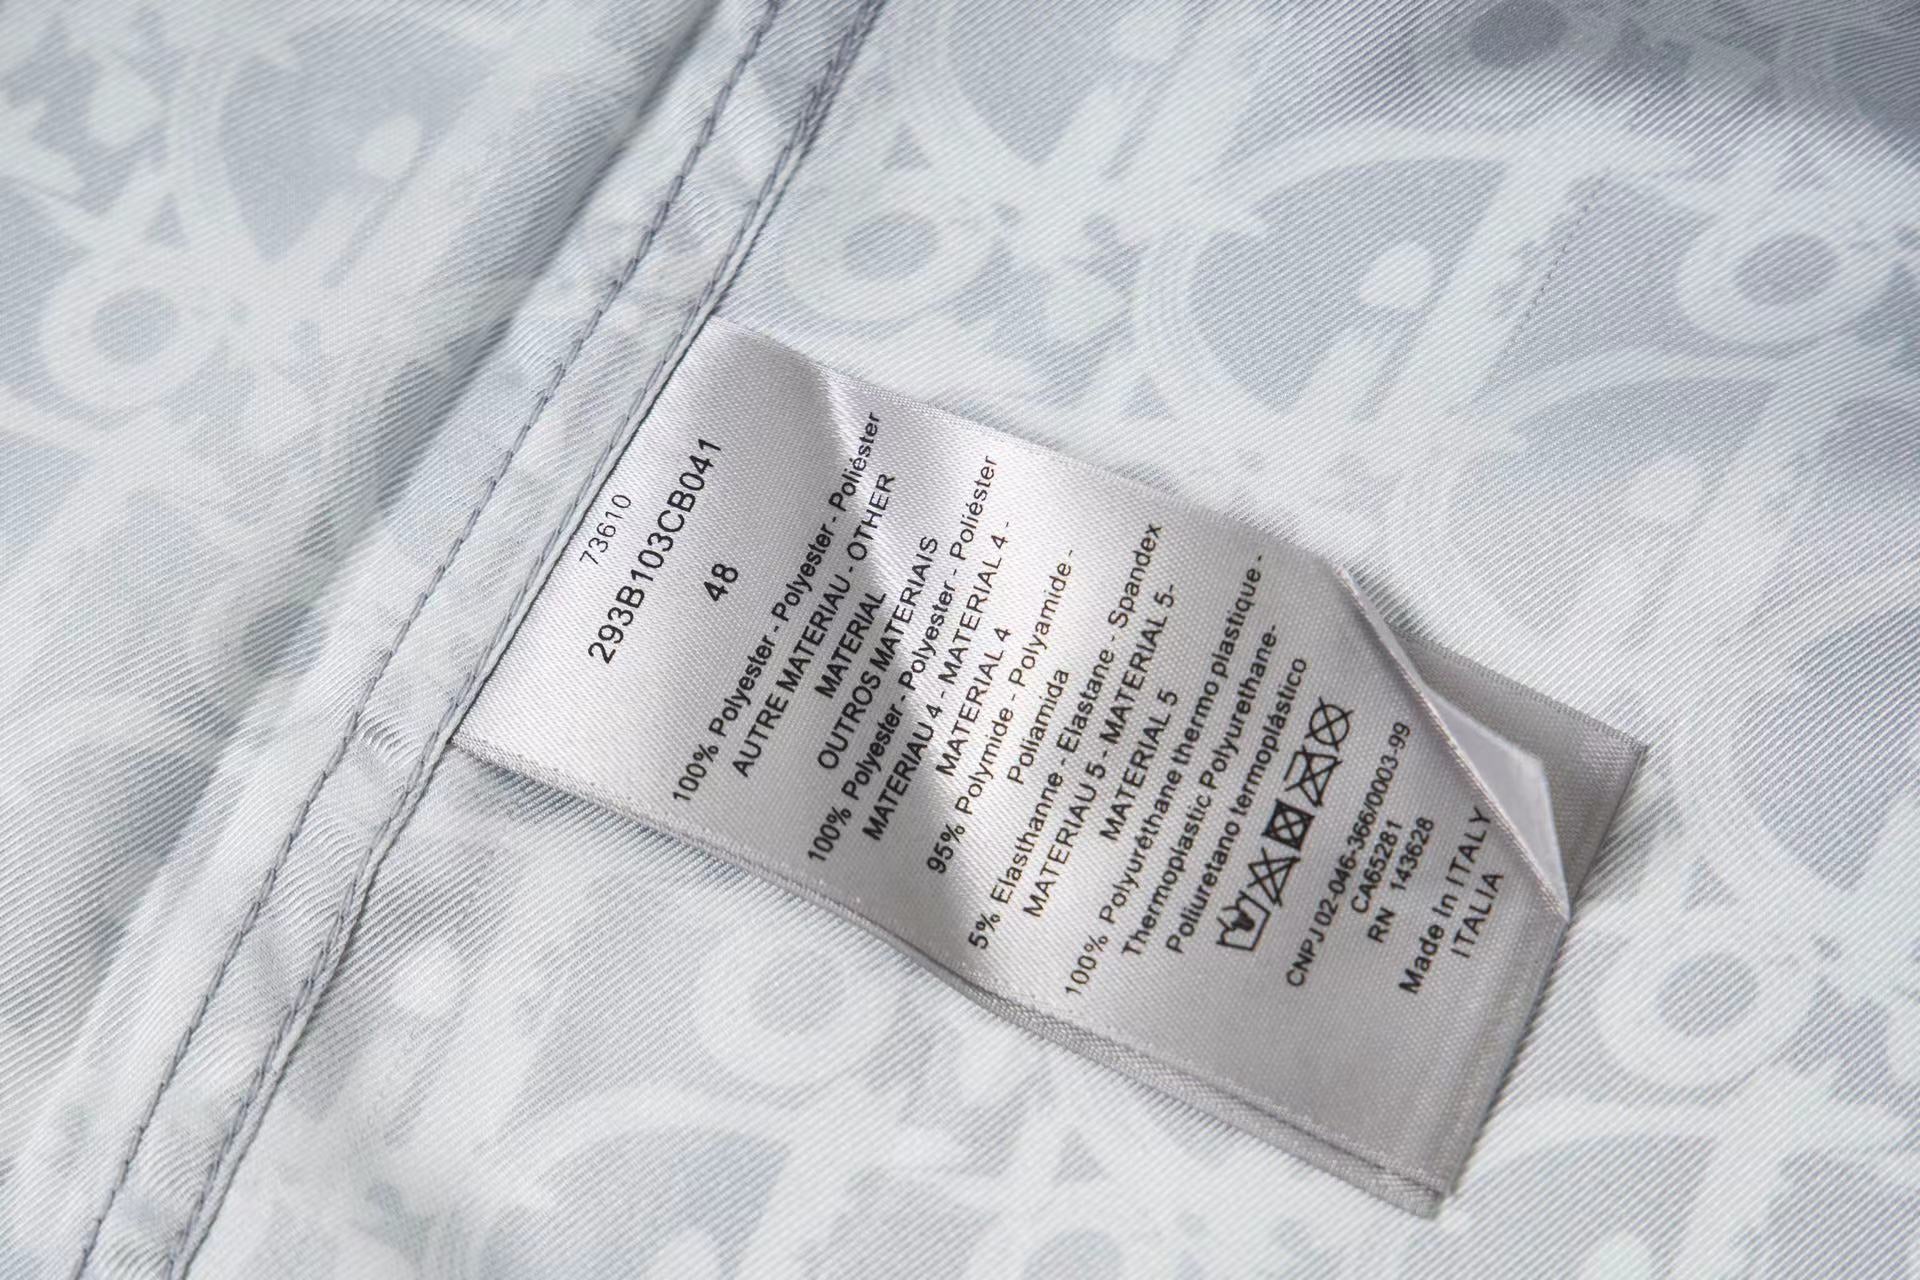 73610
293B103CB041
48
100% Polyester - Polyester - Poliéster
AUTRE MATERIAU - OTHER
MATERIAL
OUTROS MATERIAIS
100% Polyester - Polyester - Poliéster
MATERIAU 4 - MATERIAL 4 -
MATERIAL 4
95% Polymide - Polyamide -
Poliamida
5% Elasthanne - Elastane - Spandex
MATERIAU 5 - MATERIAL 5-
MATERIAL 5
100% Polyuréthane thermo plastique -
Thermoplastic Polyurethane-
Poliuretano termoplástico
CNPJ 02-046-366/0003-99
CA65281
RN 143628
Made In ITALY
ITALIA